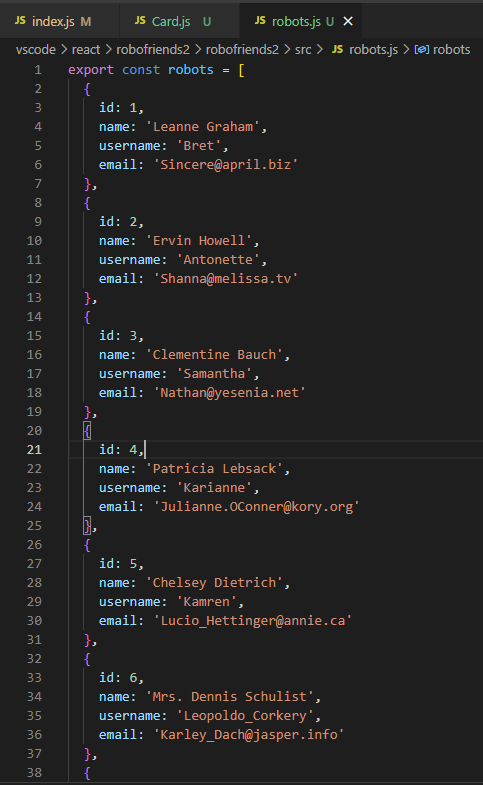 JS index.js M JS Card.js U JS robots.js U ×
vscode > react > robofriends2 > robofriends2 > src > JS robots.js > robots
1 export const robots = [
2 {
3 id: 1,
4 name: 'Leanne Graham',
5 username: 'Bret',
6 email: 'Sincere@april.biz'
7 },
8 {
9 id: 2,
10 name: 'Ervin Howell',
11 username: 'Antonette',
12 email: 'Shanna@melissa.tv'
13 },
14 {
15 id: 3,
16 name: 'Clementine Bauch',
17 username: 'Samantha',
18 email: 'Nathan@yesenia.net'
19 },
20 {
21 id: 4,
22 name: 'Patricia Lebsack',
23 username: 'Karianne',
24 email: 'Julianne.OConner@kory.org'
25 },
26 {
27 id: 5,
28 name: 'Chelsey Dietrich',
29 username: 'Kamren',
30 email: 'Lucio_Hettinger@annie.ca'
31 },
32 {
33 id: 6,
34 name: 'Mrs. Dennis Schulist',
35 username: 'Leopoldo_Corkery',
36 email: 'Karley_Dach@jasper.info'
37 },
38 {